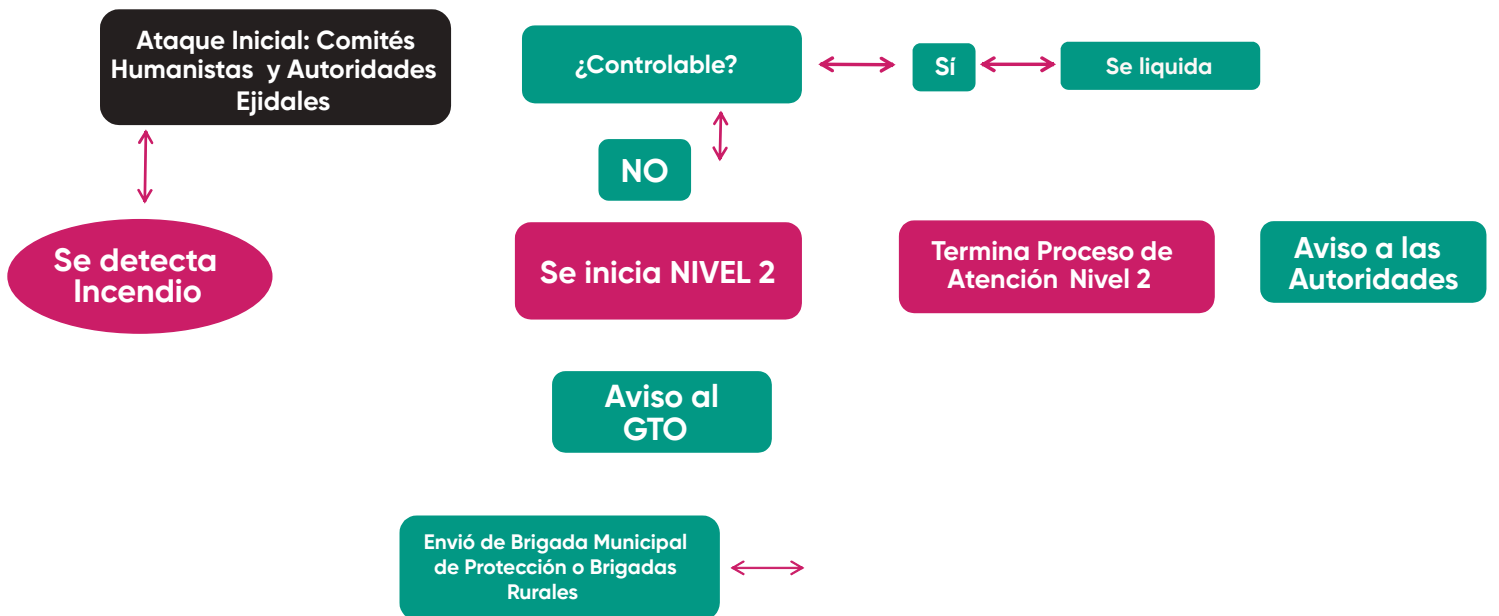 Ataque Inicial: Comités
Humanistas y Autoridades
Ejidales
¿Controlable?
Sí
Se liquida
NO
Se detecta
Incendio
Se inicia NIVEL 2
Termina Proceso de
Atención Nivel 2
Aviso a las
Autoridades
Aviso al
GTO
Envió de Brigada Municipal
de Protección o Brigadas
Rurales